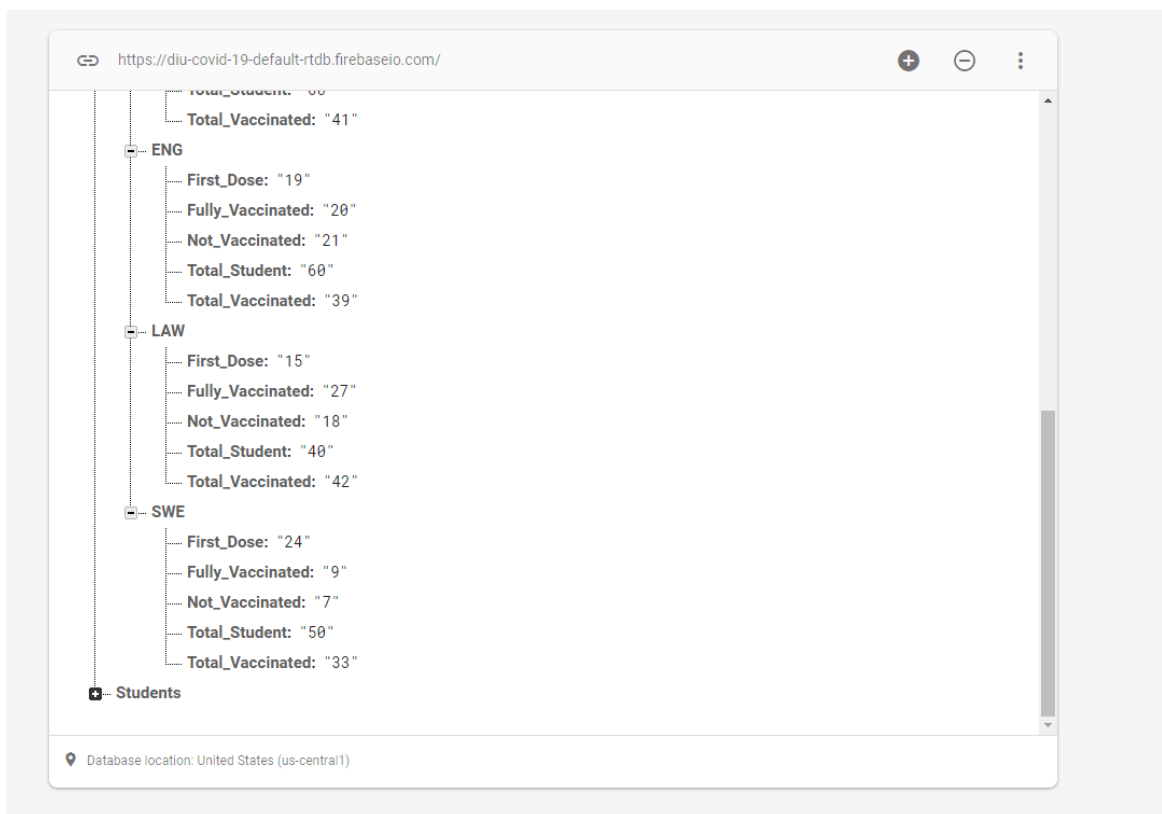 https://diu-covid-19-default-rtdb.firebaseio.com/
Total_Student: "60"
Total_Vaccinated: "41"
ENG
First_Dose: "19"
Fully_Vaccinated: "20"
Not_Vaccinated: "21"
Total_Student: "60"
Total_Vaccinated: "39"
LAW
First_Dose: "15"
Fully_Vaccinated: "27"
Not_Vaccinated: "18"
Total_Student: "40"
Total_Vaccinated: "42"
SWE
First_Dose: "24"
Fully_Vaccinated: "9"
Not_Vaccinated: "7"
Total_Student: "50"
Total_Vaccinated: "33"
Students
Database location: United States (us-central1)